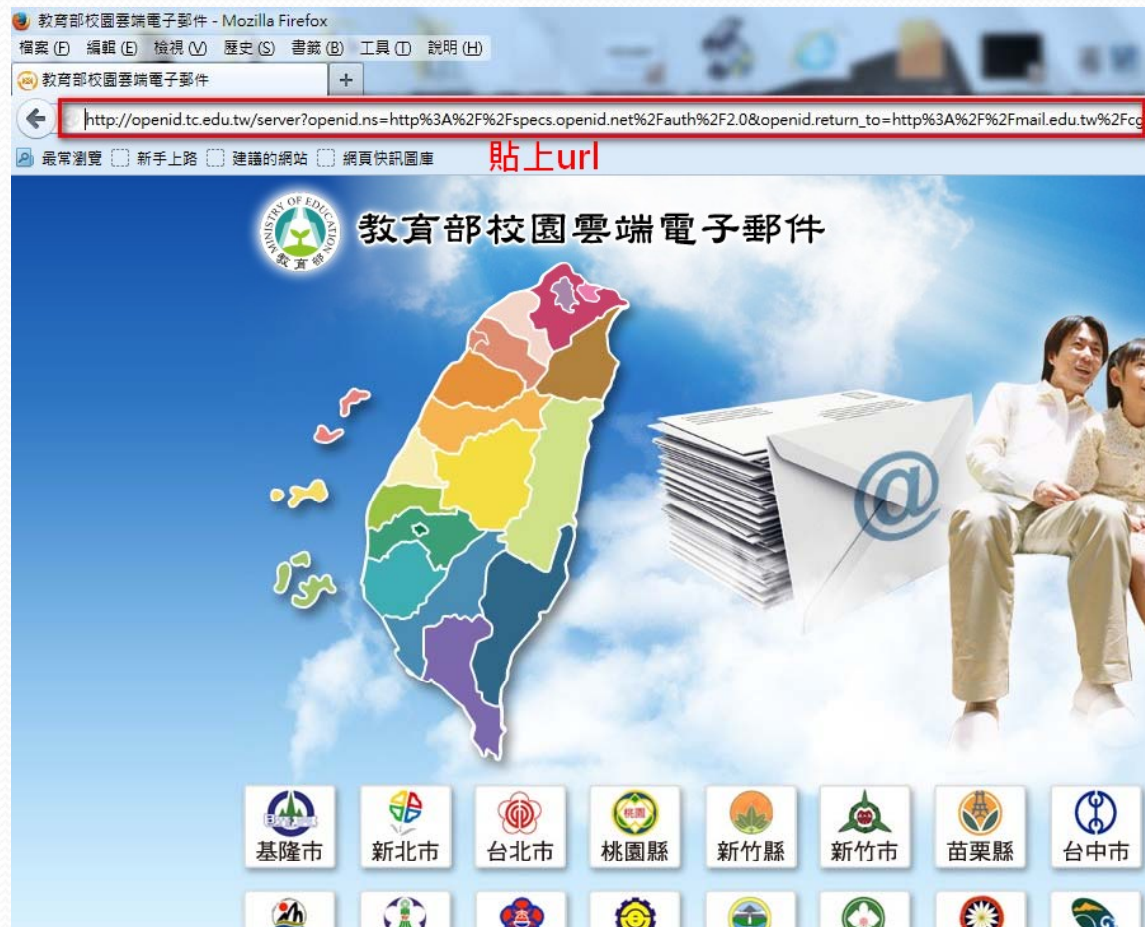 教育部校園雲端電子郵件 - Mozilla Firefox
檔案(F) 編輯(E) 檢視(V) 歷史(S) 書籤(B) 工具(T) 說明(H)
教育部校園雲端電子郵件 +
http://openid.tc.edu.tw/server?openid.ns=http%3A%2F%2Fspecs.openid.net%2Fauth%2F2.0&openid.return_to=http%3A%2F%2Fmail.edu.tw%2Fcg
最常瀏覽 新手上路 建議的網站 網頁快訊圖庫
貼上url
MINISTRY OF EDUCATION
教育部
教育部校園雲端電子郵件
@
桃園
基隆市 新北市 台北市 桃園縣 新竹縣 新竹市 苗栗縣 台中市